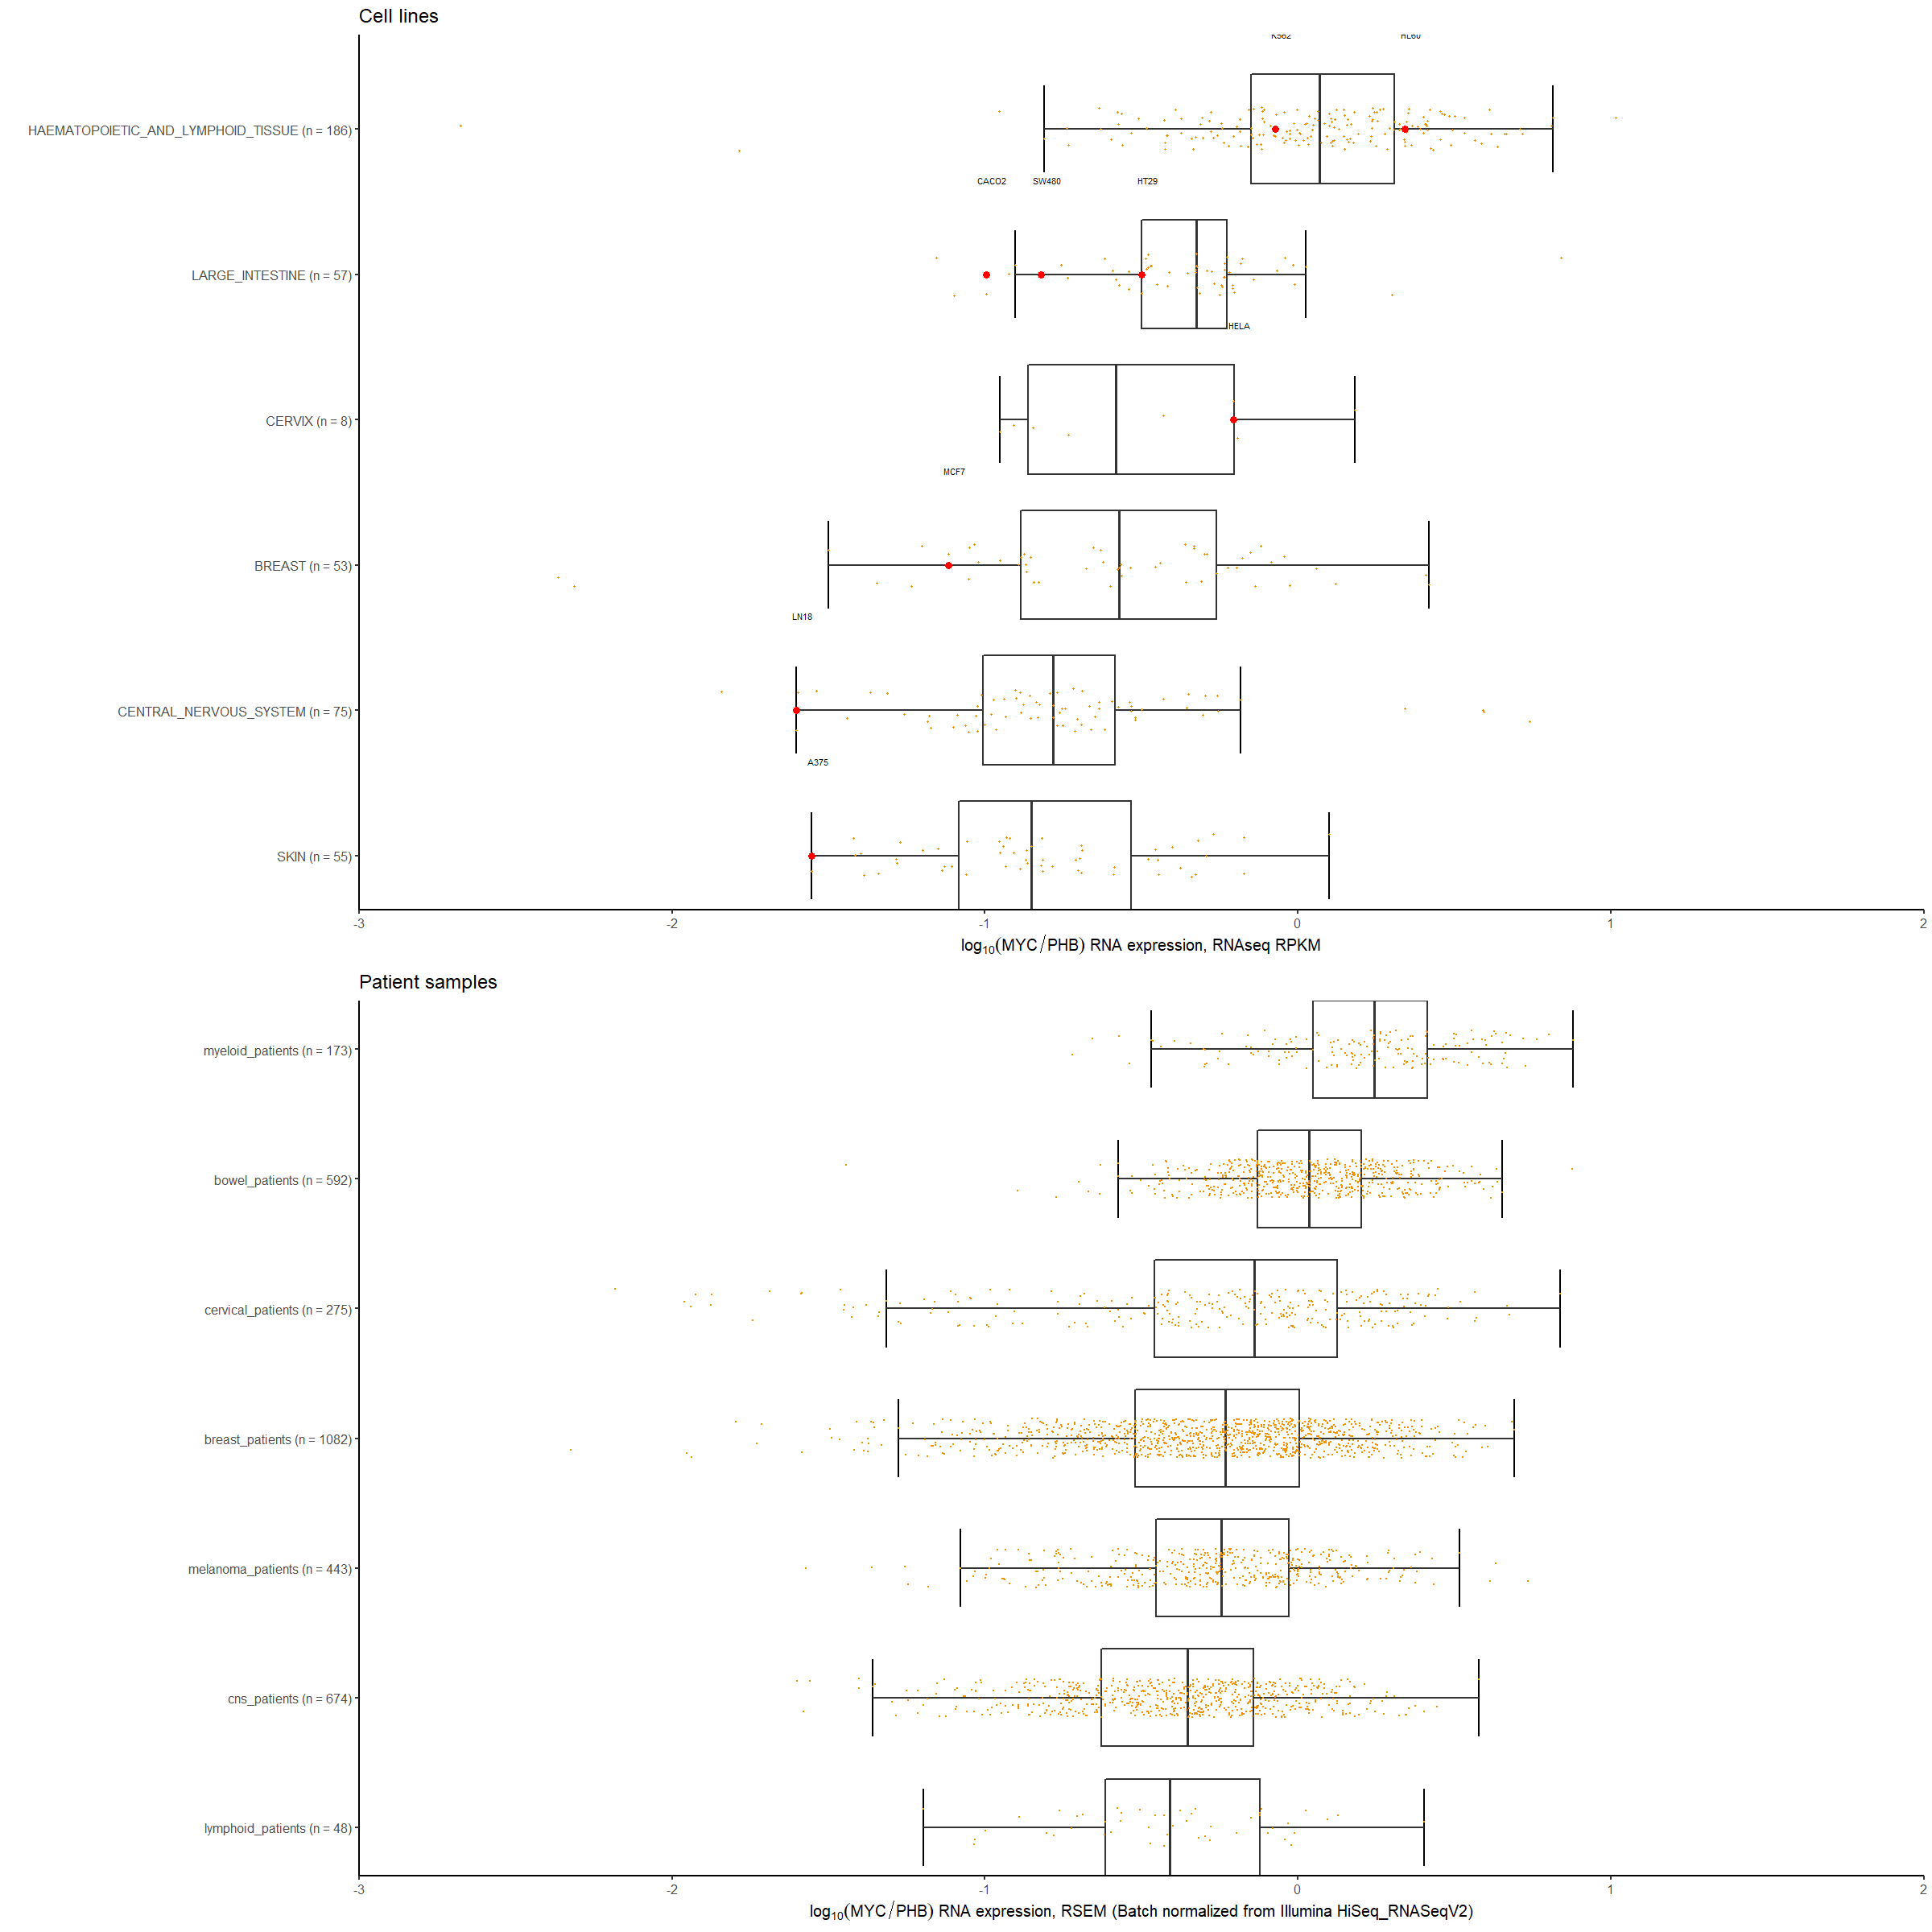 Cell lines
K562 HL60
HAEMATOPOIETIC_AND_LYMPHOID_TISSUE (n = 186)
CACO2 SW480 HT29
LARGE_INTESTINE (n = 57)
HELA
CERVIX (n = 8)
MCF7
BREAST (n = 53)
LN18
CENTRAL_NERVOUS_SYSTEM (n = 75)
A375
SKIN (n = 55)
-3 -2 -1 0 1 2
log10(MYC/PHB) RNA expression, RNAseq RPKM
Patient samples
myeloid_patients (n = 173)
bowel_patients (n = 592)
cervical_patients (n = 275)
breast_patients (n = 1082)
melanoma_patients (n = 443)
cns_patients (n = 674)
lymphoid_patients (n = 48)
-3 -2 -1 0 1 2
log10(MYC/PHB) RNA expression, RSEM (Batch normalized from Illumina HiSeq_RNASeqV2)